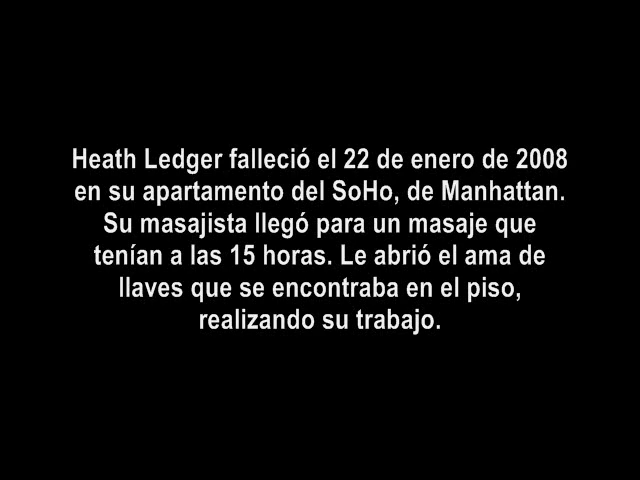 Heath Ledger falleció el 22 de enero de 2008
en su apartamento del SoHo, de Manhattan.
Su masajista llegó para un masaje que
tenían a las 15 horas. Le abrió el ama de
llaves que se encontraba en el piso,
realizando su trabajo.